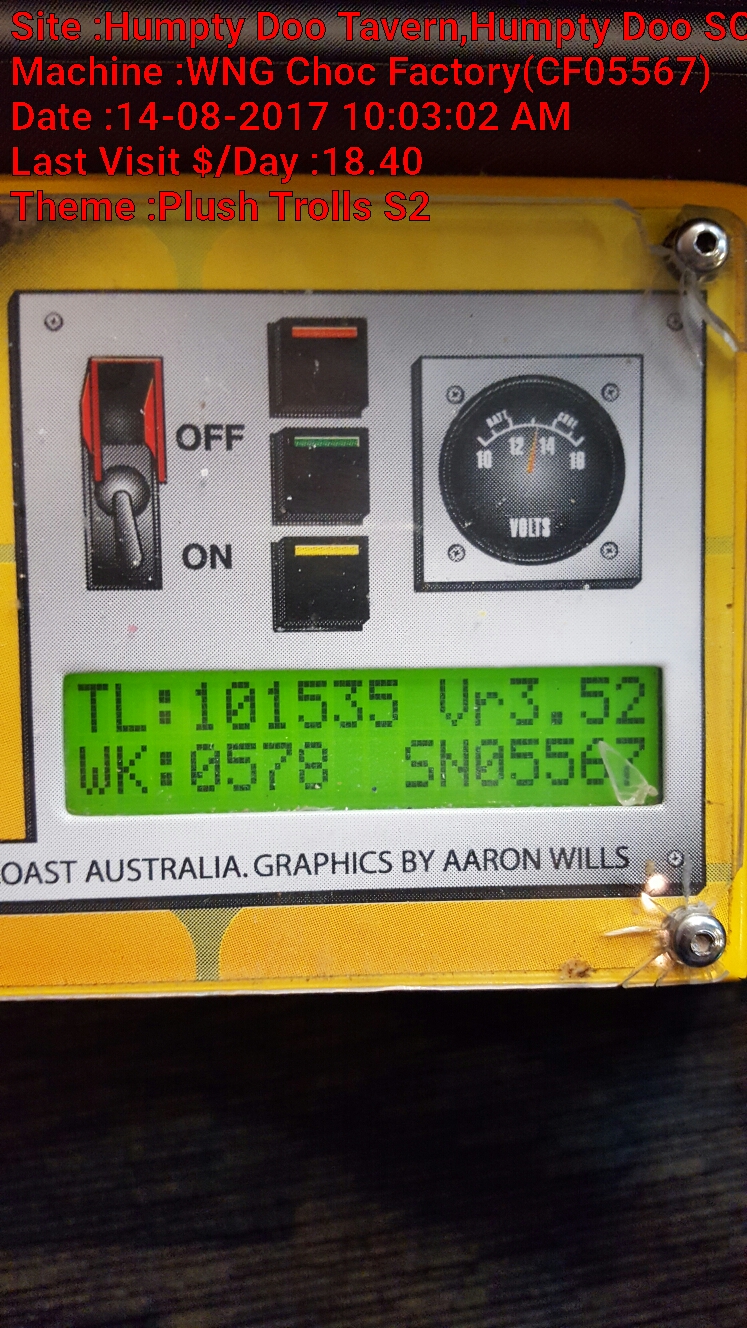 Site :Humpty Doo Tavern,Humpty Doo SC
Machine :WNG Choc Factory(CF05567)
Date :14-08-2017 10:03:02 AM
Last Visit $/Day :18.40
Theme :Plush Trolls S2
OFF
ON
BATT
10 12 14 16
VOLTS
TL:101535 Vr3.52
WK:0578 SN05567
OAST AUSTRALIA. GRAPHICS BY AARON WILLS